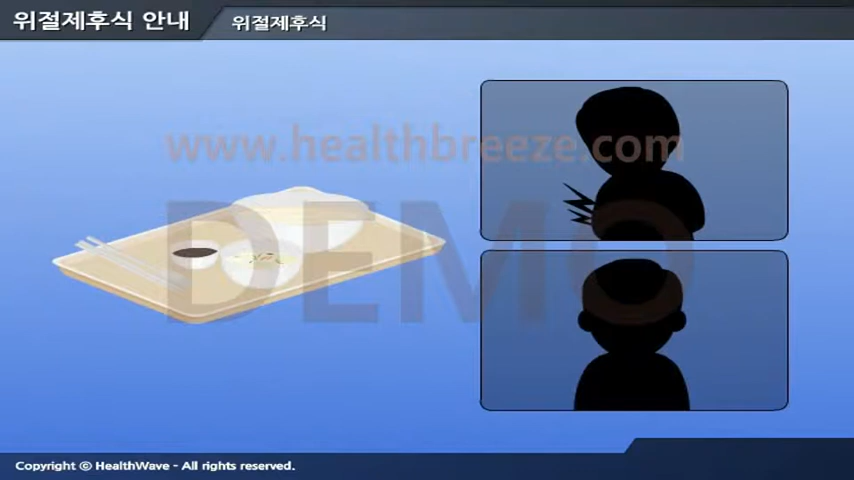 위절제후식 안내
위절제후식
www.healthbreeze.com
DEMO
Copyright ⓒ HealthWave - All rights reserved.